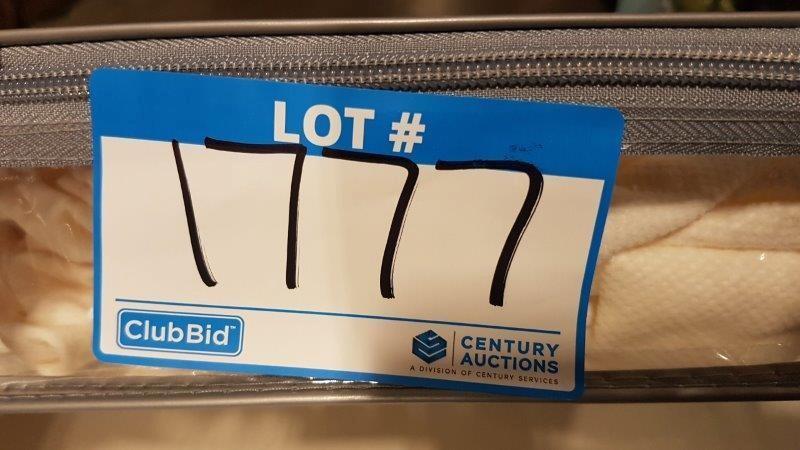 LOT #
1777
ClubBid™
CENTURY
AUCTIONS
A DIVISION OF CENTURY SERVICES